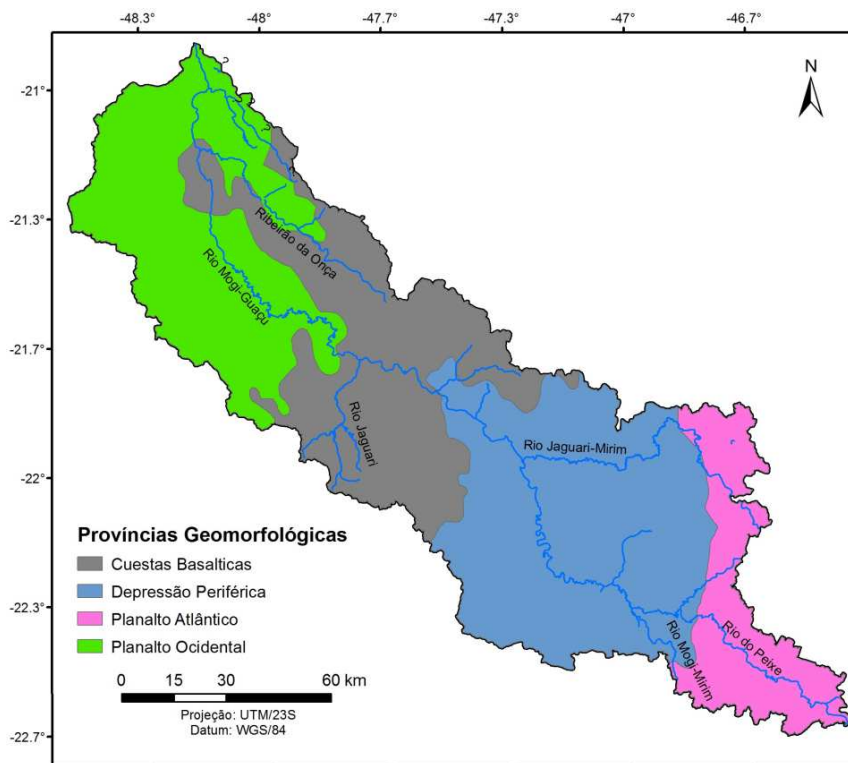 -48.3° -48° -47.7° -47.3° -47° -46.7°
N
-21°
-21.3°
-21.7°
-22°
-22.3°
-22.7°
Ribeirão da Onça
Rio Mogi-Guaçu
Rio Jaguari
Rio Jaguari-Mirim
Rio Mogi-Mirim
Rio do Peixe
Províncias Geomorfológicas
Cuestas Basalticas
Depressão Periférica
Planalto Atlântico
Planalto Ocidental
0 15 30 60 km
Projeção: UTM/23S
Datum: WGS/84